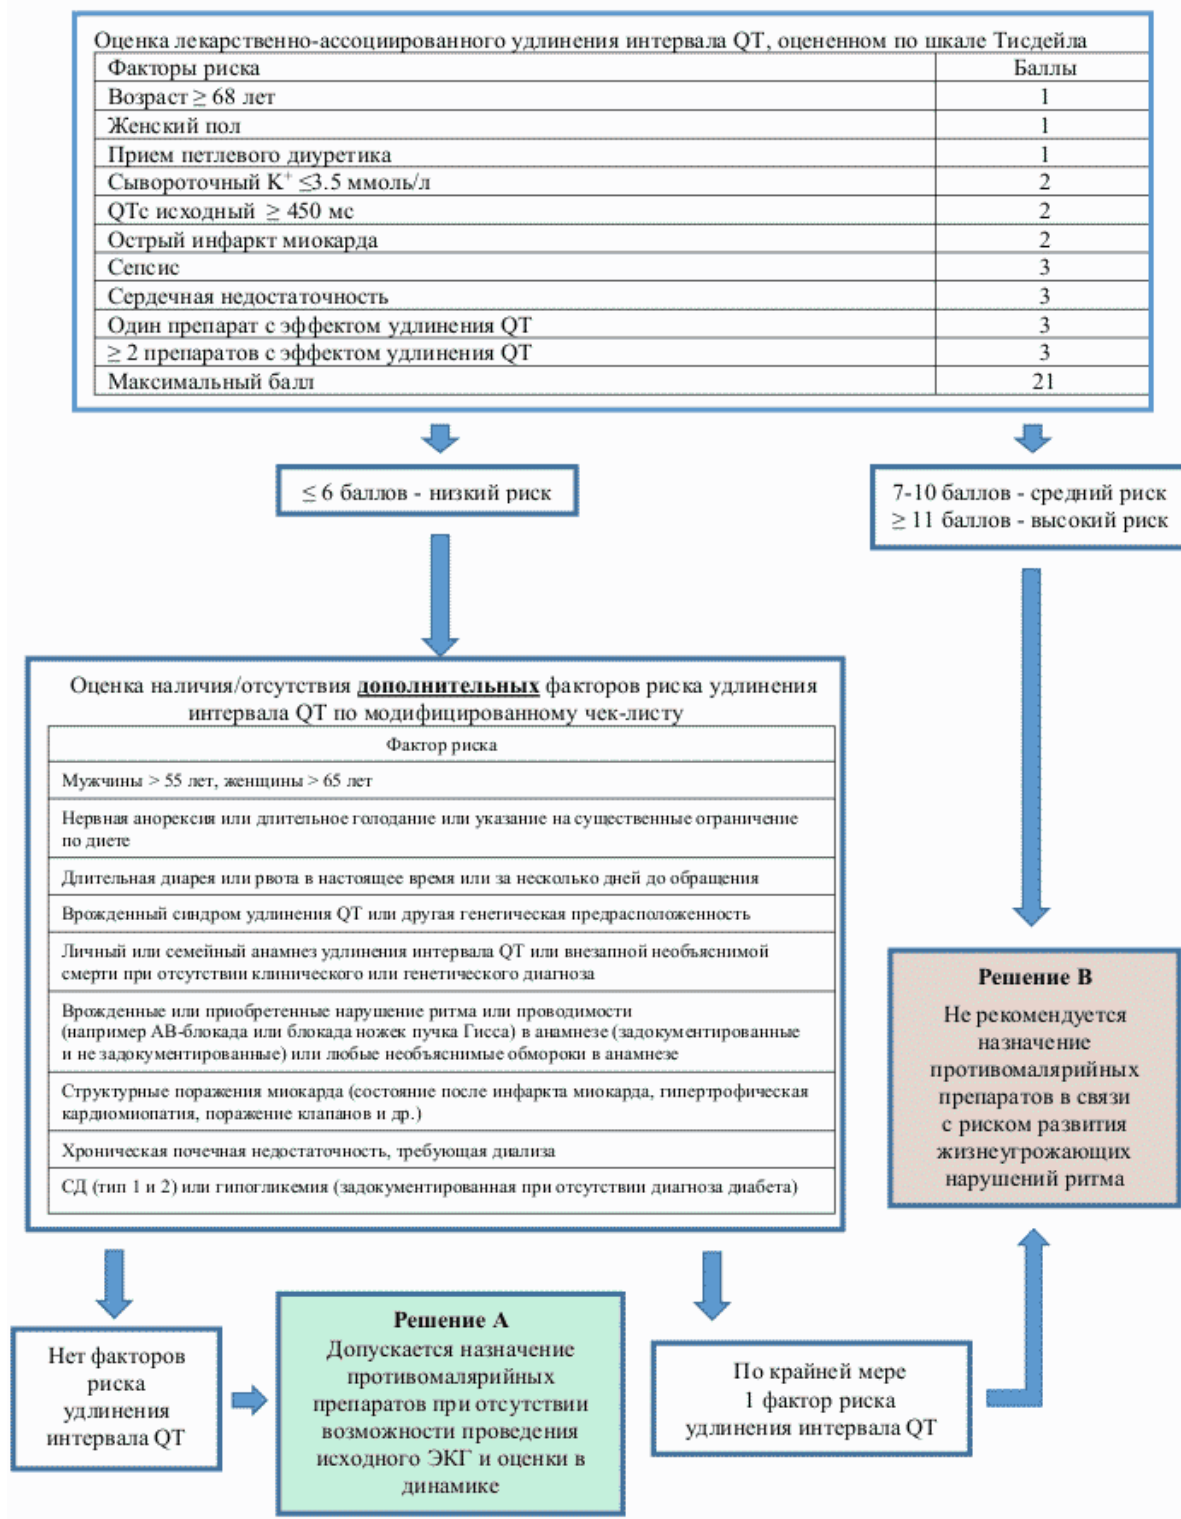 Оценка лекарственно-ассоциированного удлинения интервала QT, оцененном по шкале Тисдейла
Факторы риска Баллы
Возраст ≥ 68 лет 1
Женский пол 1
Прием петлевого диуретика 1
Сывороточный K⁺ ≤3.5 ммоль/л 2
QTc исходный ≥ 450 мс 2
Острый инфаркт миокарда 2
Сепсис 3
Сердечная недостаточность 3
Один препарат с эффектом удлинения QT 3
≥ 2 препаратов с эффектом удлинения QT 3
Максимальный балл 21
≤ 6 баллов - низкий риск
7-10 баллов - средний риск
≥ 11 баллов - высокий риск
Оценка наличия/отсутствия дополнительных факторов риска удлинения
интервала QT по модифицированному чек-листу
Фактор риска
Мужчины > 55 лет, женщины > 65 лет
Нервная анорексия или длительное голодание или указание на существенные ограничение
по диете
Длительная диарея или рвота в настоящее время или за несколько дней до обращения
Врожденный синдром удлинения QT или другая генетическая предрасположенность
Личный или семейный анамнез удлинения интервала QT или внезапной необъяснимой
смерти при отсутствии клинического или генетического диагноза
Врожденные или приобретенные нарушение ритма или проводимости
(например АВ-блокада или блокада ножек пучка Гисса) в анамнезе (задокументированные
и не задокументированные) или любые необъяснимые обмороки в анамнезе
Структурные поражения миокарда (состояние после инфаркта миокарда, гипертрофическая
кардиомиопатия, поражение клапанов и др.)
Хроническая почечная недостаточность, требующая диализа
СД (тип 1 и 2) или гипогликемия (задокументированная при отсутствии диагноза диабета)
Решение В
Не рекомендуется
назначение
противомалярийных
препаратов в связи
с риском развития
жизнеугрожающих
нарушений ритма
Нет факторов
риска
удлинения
интервала QT
Решение А
Допускается назначение
противомалярийных
препаратов при отсутствии
возможности проведения
исходного ЭКГ и оценки в
динамике
По крайней мере
1 фактор риска
удлинения интервала QT